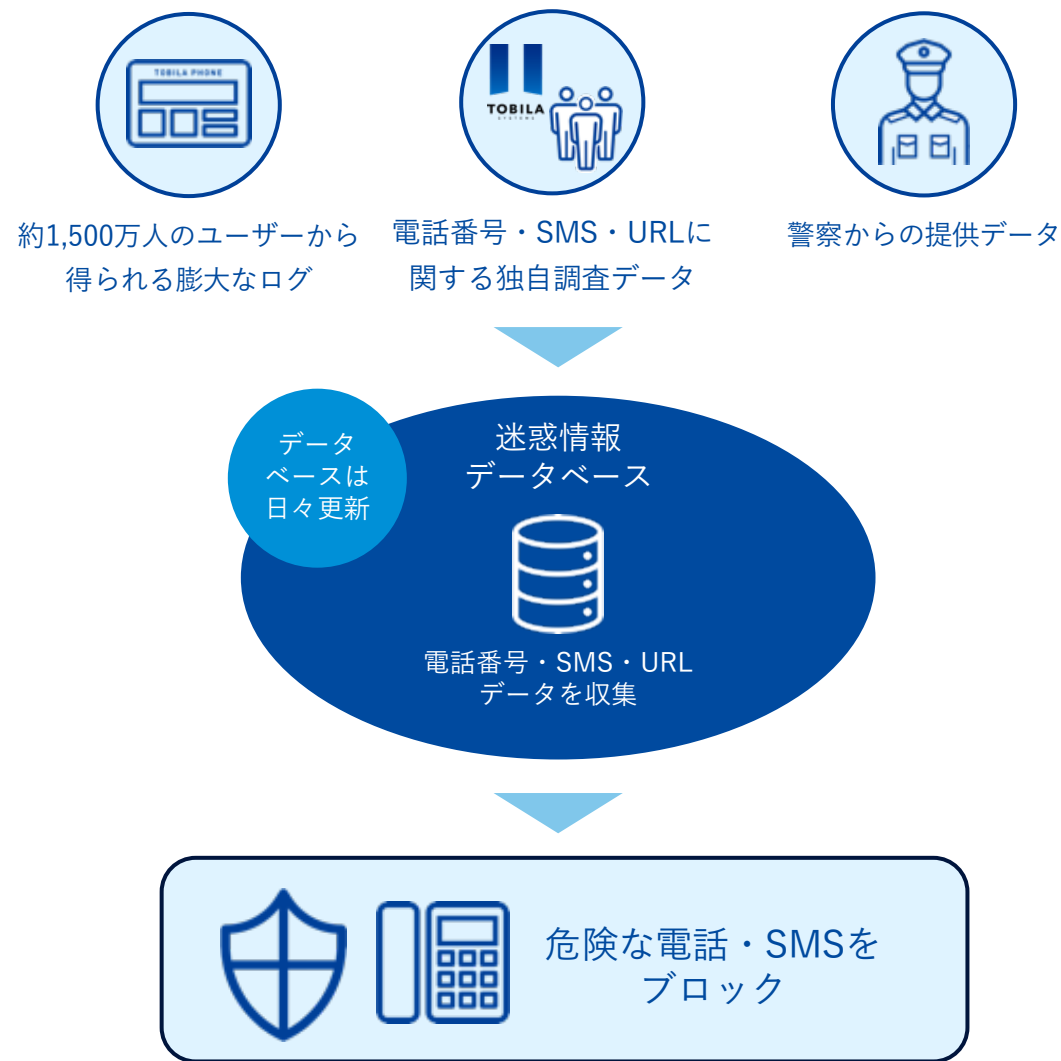 TOBILA PHONE
TOBILA
SYSTEMS
約1,500万人のユーザーから
得られる膨大なログ
電話番号・SMS・URLに
関する独自調査データ
警察からの提供データ
データ
ベースは
日々更新
迷惑情報
データベース
電話番号・SMS・URL
データを収集
危険な電話・SMSを
ブロック